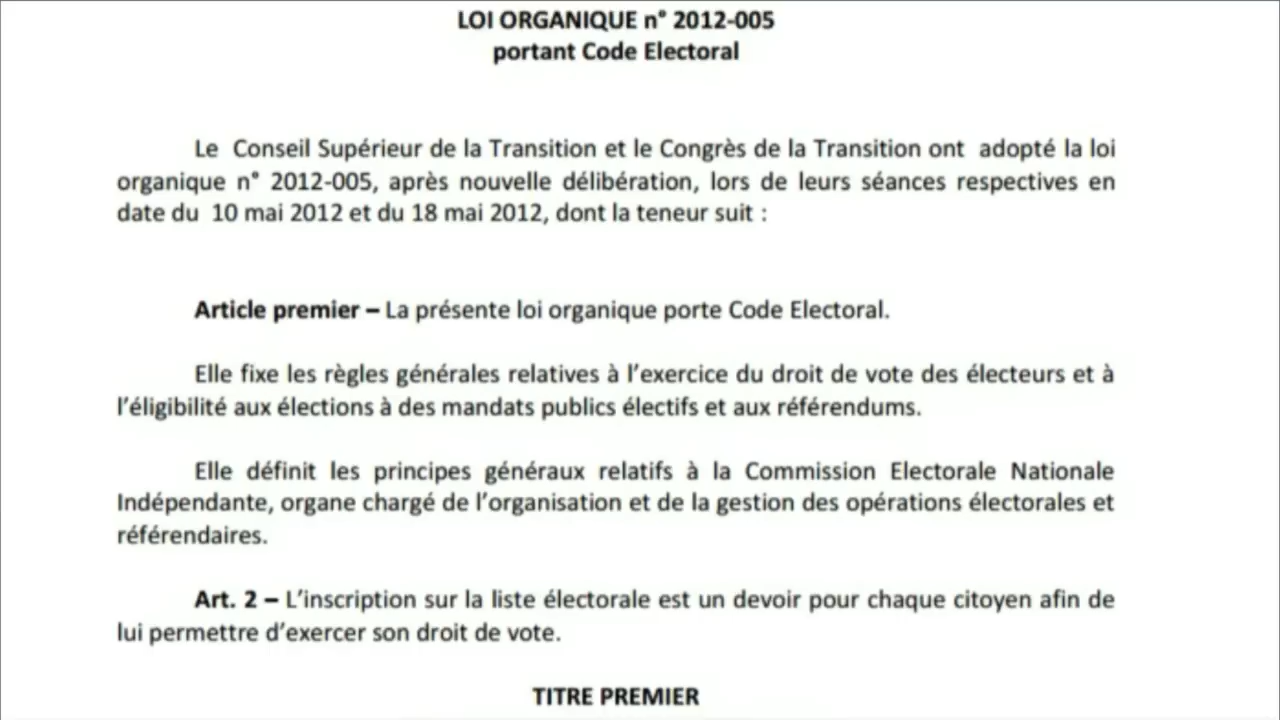 LOI ORGANIQUE n° 2012-005
portant Code Electoral
Le Conseil Supérieur de la Transition et le Congrès de la Transition ont adopté la loi
organique n° 2012-005, après nouvelle délibération, lors de leurs séances respectives en
date du 10 mai 2012 et du 18 mai 2012, dont la teneur suit :
Article premier – La présente loi organique porte Code Electoral.
Elle fixe les règles générales relatives à l’exercice du droit de vote des électeurs et à
l’éligibilité aux élections à des mandats publics électifs et aux référendums.
Elle définit les principes généraux relatifs à la Commission Electorale Nationale
Indépendante, organe chargé de l’organisation et de la gestion des opérations électorales et
référendaires.
Art. 2 – L’inscription sur la liste électorale est un devoir pour chaque citoyen afin de
lui permettre d’exercer son droit de vote.
TITRE PREMIER